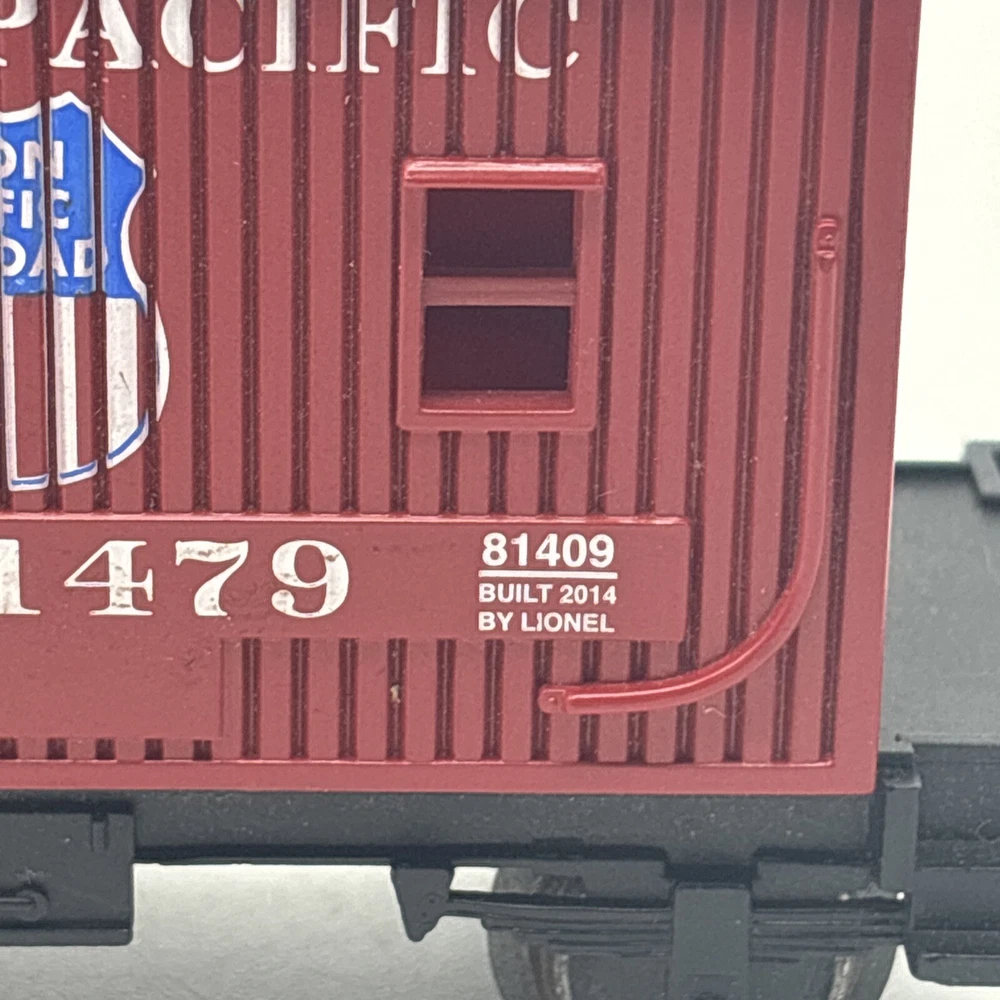 PACIFIC
ON
FIC
OAD
1479
81409
BUILT 2014
BY LIONEL